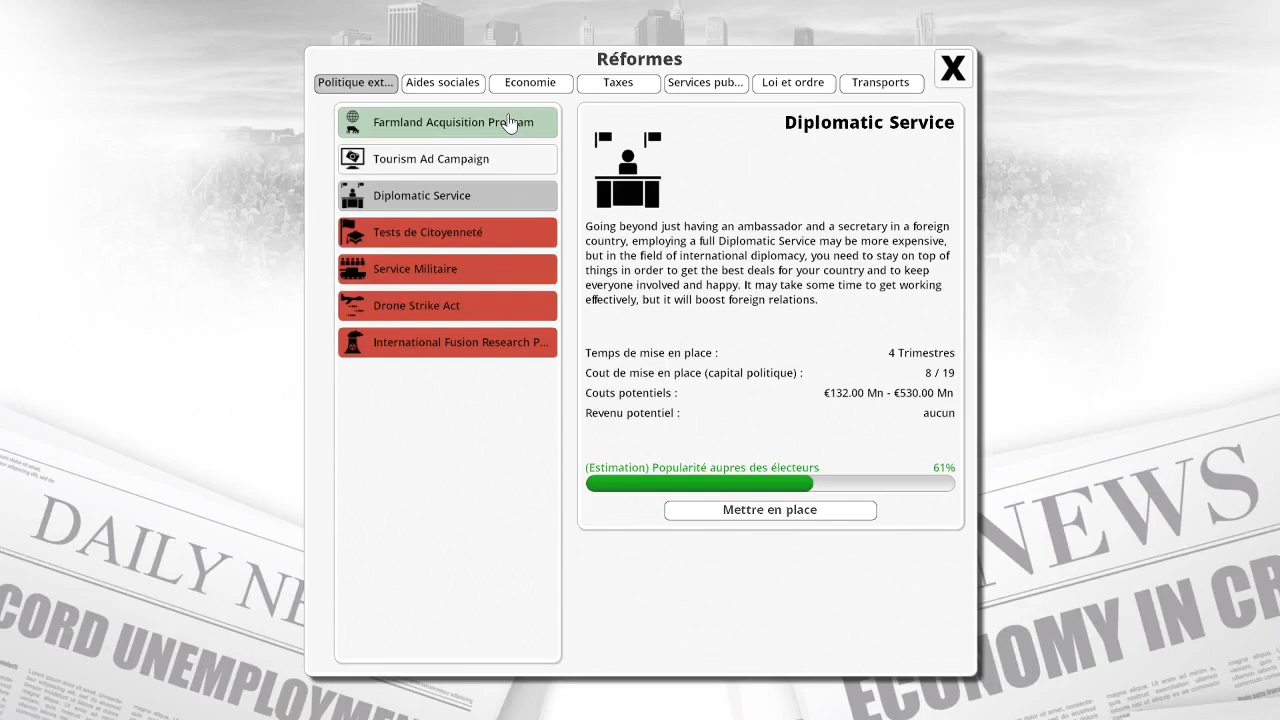 Réformes
X
Politique ext...
Aides sociales
Economie
Taxes
Services pub...
Loi et ordre
Transports
Farmland Acquisition Program
Tourism Ad Campaign
Diplomatic Service
Tests de Citoyenneté
Service Militaire
Drone Strike Act
International Fusion Research P...
Diplomatic Service
Going beyond just having an ambassador and a secretary in a foreign
country, employing a full Diplomatic Service may be more expensive,
but in the field of international diplomacy, you need to stay on top of
things in order to get the best deals for your country and to keep
everyone involved and happy. It may take some time to get working
effectively, but it will boost foreign relations.
Temps de mise en place : 4 Trimestres
Cout de mise en place (capital politique) : 8 / 19
Couts potentiels : €132.00 Mn - €530.00 Mn
Revenu potentiel : aucun
(Estimation) Popularité aupres des électeurs 61%
Mettre en place
DAILY NE
CORD UNEMPLOYMENT
NEWS
ECONOMY IN CR